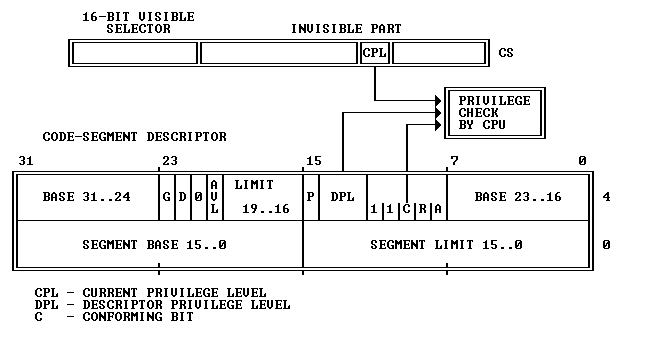 16-BIT VISIBLE
SELECTOR INVISIBLE PART
CPL CS
PRIVILEGE
CHECK
BY CPU
CODE-SEGMENT DESCRIPTOR
31 23 15 7 0
BASE 31..24 G D 0 AVL LIMIT 19..16 P DPL 1 1 C R A BASE 23..16 4
SEGMENT BASE 15..0 SEGMENT LIMIT 15..0 0
CPL - CURRENT PRIVILEGE LEVEL
DPL - DESCRIPTOR PRIVILEGE LEVEL
C - CONFORMING BIT